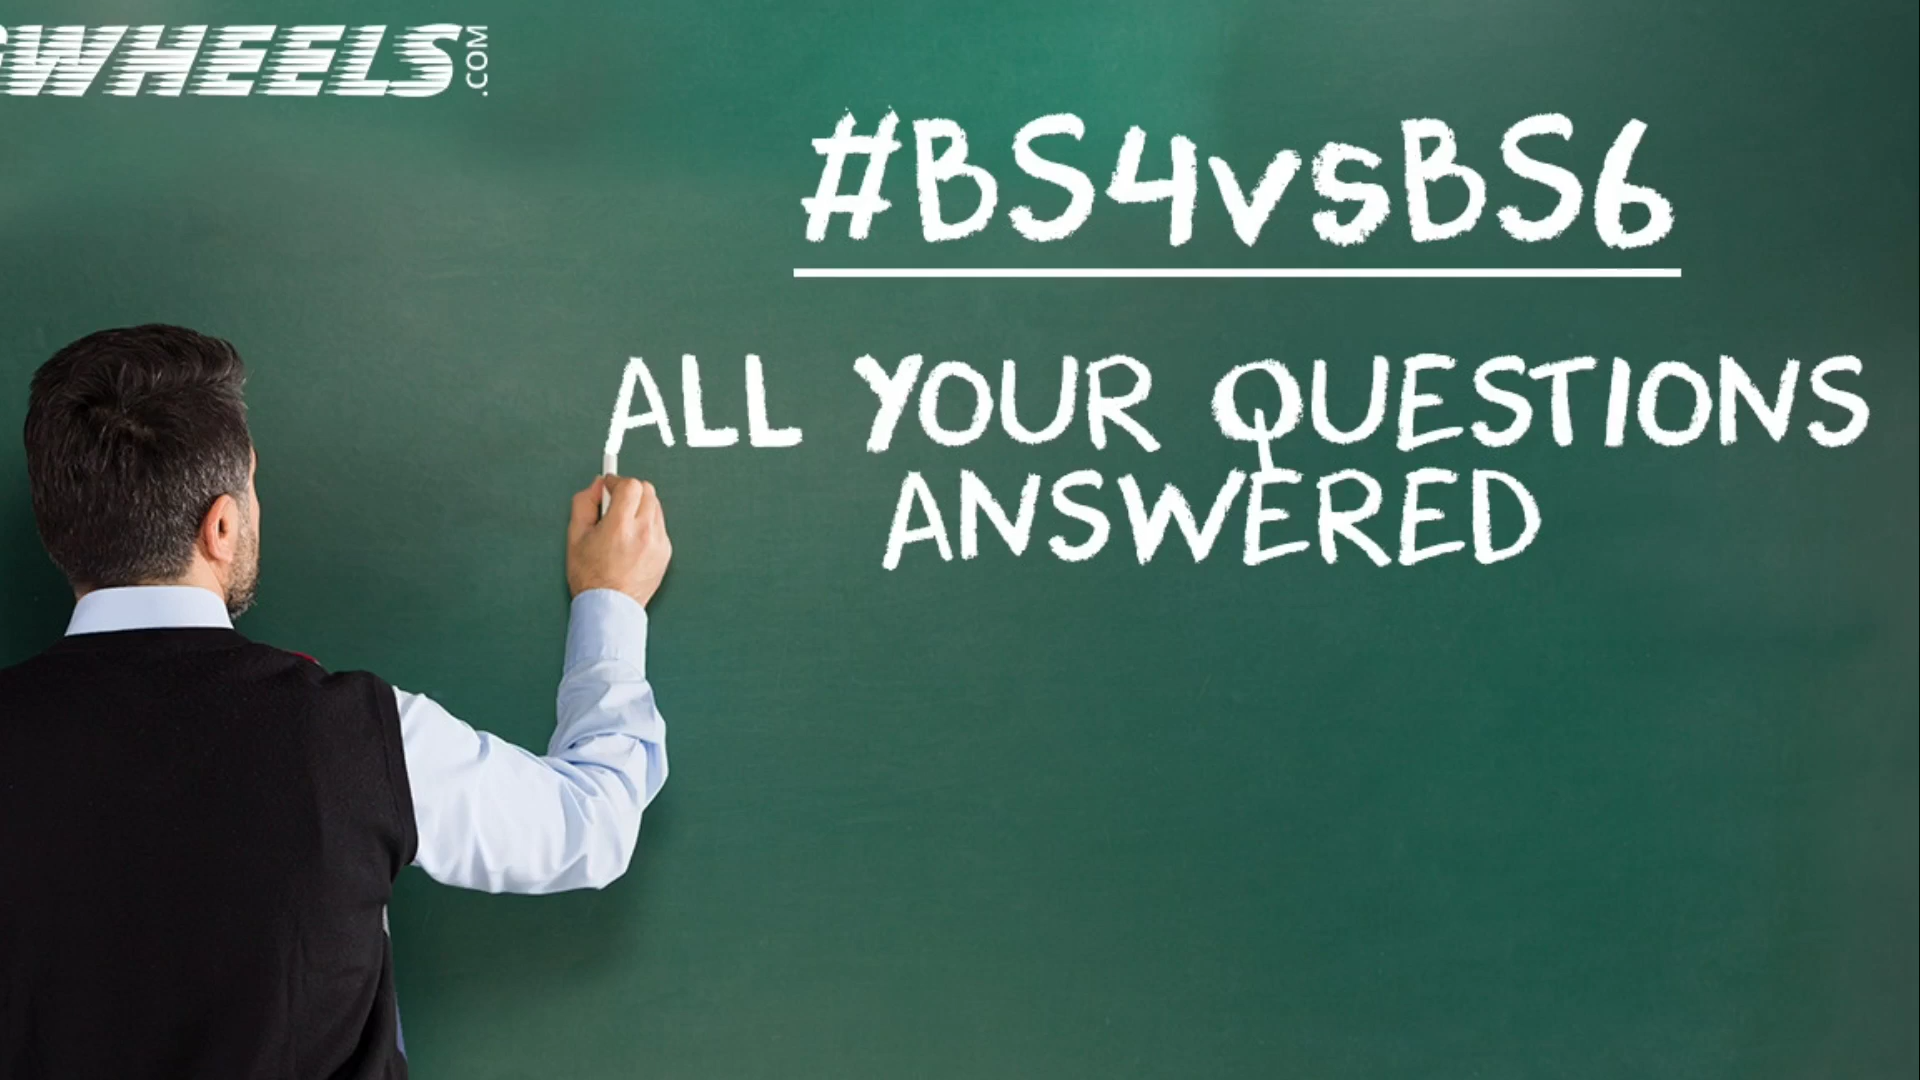 WHEELS
.COM
#BS4vsBS6
ALL YOUR QUESTIONS
ANSWERED